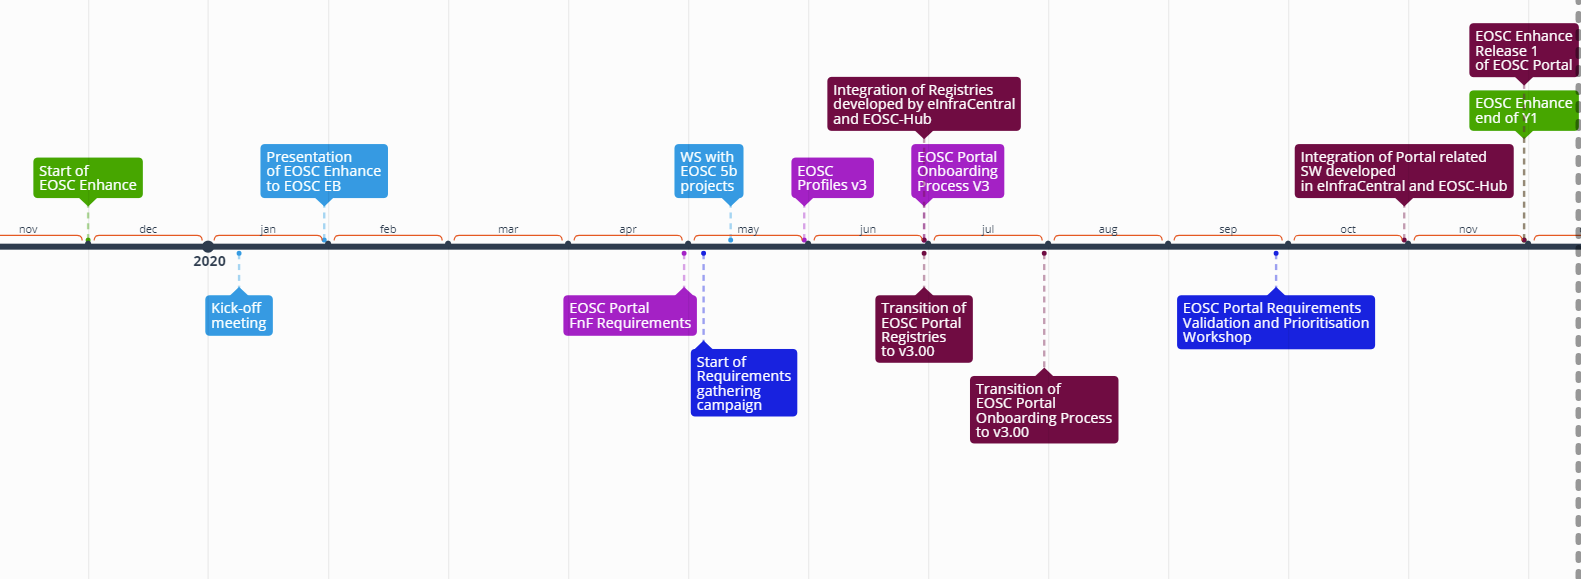 EOSC Enhance
Release 1
of EOSC Portal
Integration of Registries
developed by eInfraCentral
and EOSC-Hub
EOSC Enhance
end of Y1
Start of
EOSC Enhance
Presentation
of EOSC Enhance
to EOSC EB
WS with
EOSC 5b
projects
EOSC
Profiles v3
EOSC Portal
Onboarding
Process V3
Integration of Portal related
SW developed
in eInfraCentral and EOSC-Hub
nov dec jan feb mar apr may jun jul aug sep oct nov
2020
Kick-off
meeting
EOSC Portal
FnF Requirements
Start of
Requirements
gathering
campaign
Transition of
EOSC Portal
Registries
to v3.00
Transition of
EOSC Portal
Onboarding Process
to v3.00
EOSC Portal Requirements
Validation and Prioritisation
Workshop